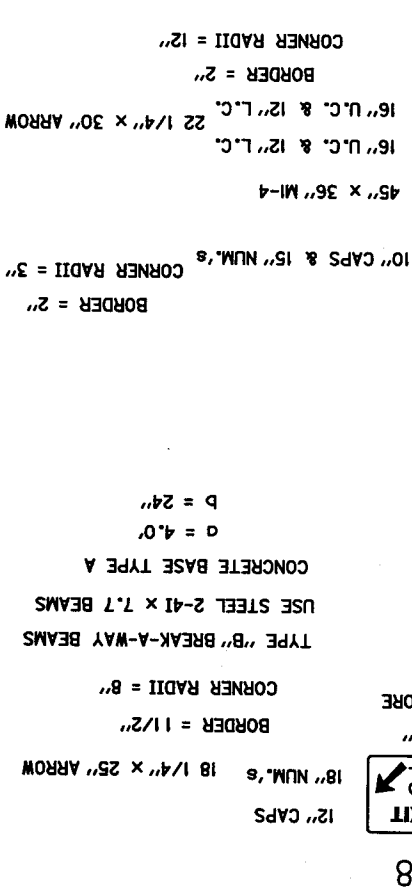 8
12" CAPS
XIT
18" NUM.'s 18 1/4" x 25" ARROW
"
BORDER = 1 1/2"
ORE
CORNER RADII = 8"
TYPE "B" BREAK-A-WAY BEAMS
USE STEEL 2-4I x 7.7 BEAMS
CONCRETE BASE TYPE A
a = 4.0'
b = 24"
BORDER = 2"
10" CAPS & 15" NUM.'s CORNER RADII = 3"
45" x 36" MI-4
16" U.C. & 12" L.C.
22 1/4" x 30" ARROW
16" U.C. & 12" L.C.
BORDER = 2"
CORNER RADII = 12"